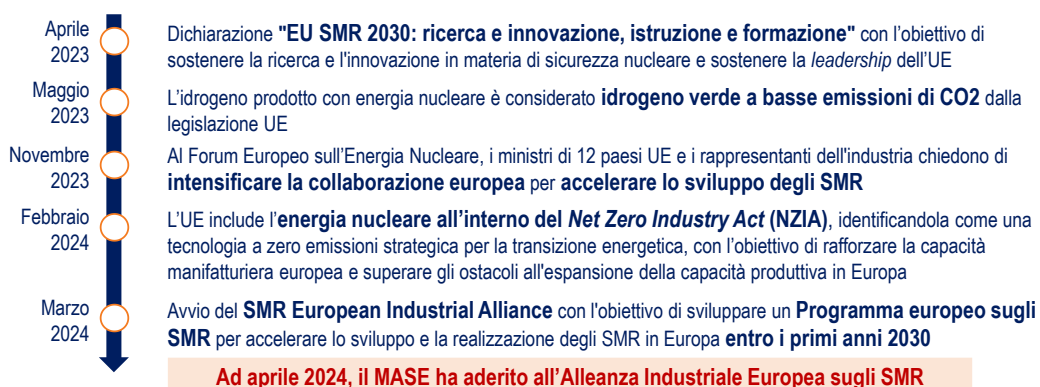 Aprile
2023
Dichiarazione "EU SMR 2030: ricerca e innovazione, istruzione e formazione" con l'obiettivo di
sostenere la ricerca e l'innovazione in materia di sicurezza nucleare e sostenere la leadership dell'UE
Maggio
2023
L'idrogeno prodotto con energia nucleare è considerato idrogeno verde a basse emissioni di CO2 dalla
legislazione UE
Novembre
2023
Al Forum Europeo sull'Energia Nucleare, i ministri di 12 paesi UE e i rappresentanti dell'industria chiedono di
intensificare la collaborazione europea per accelerare lo sviluppo degli SMR
Febbraio
2024
L'UE include l'energia nucleare all'interno del Net Zero Industry Act (NZIA), identificandola come una
tecnologia a zero emissioni strategica per la transizione energetica, con l'obiettivo di rafforzare la capacità
manifatturiera europea e superare gli ostacoli all'espansione della capacità produttiva in Europa
Marzo
2024
Avvio del SMR European Industrial Alliance con l'obiettivo di sviluppare un Programma europeo sugli
SMR per accelerare lo sviluppo e la realizzazione degli SMR in Europa entro i primi anni 2030
Ad aprile 2024, il MASE ha aderito all'Alleanza Industriale Europea sugli SMR